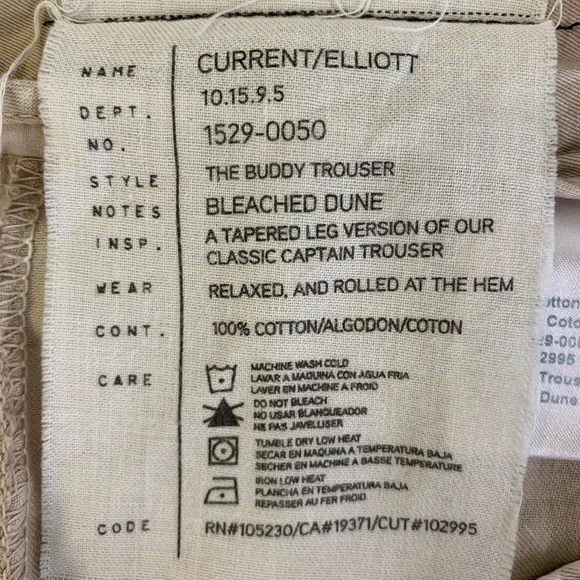 NAME CURRENT/ELLIOTT
DEPT. 10.15.9.5
NO. 1529-0050
STYLE THE BUDDY TROUSER
NOTES BLEACHED DUNE
INSP. A TAPERED LEG VERSION OF OUR
CLASSIC CAPTAIN TROUSER
WEAR RELAXED, AND ROLLED AT THE HEM
CONT. 100% COTTON/ALGODON/COTON
CARE MACHINE WASH COLD
LAVAR A MAQUINA CON AGUA FRIA
LAVER EN MACHINE A FROID
DO NOT BLEACH
NO USAR BLANQUEADOR
NE PAS JAVELLISER
TUMBLE DRY LOW HEAT
SECAR EN MAQUINA A TEMPERATURA BAJA
SECHER EN MACHINE A BASSE TEMPERATURE
IRON LOW HEAT
PLANCHA EN TEMPERATURA BAJA
REPASSER AU FER FROID
CODE RN#105230/CA#19371/CUT#102995
2995
Dune